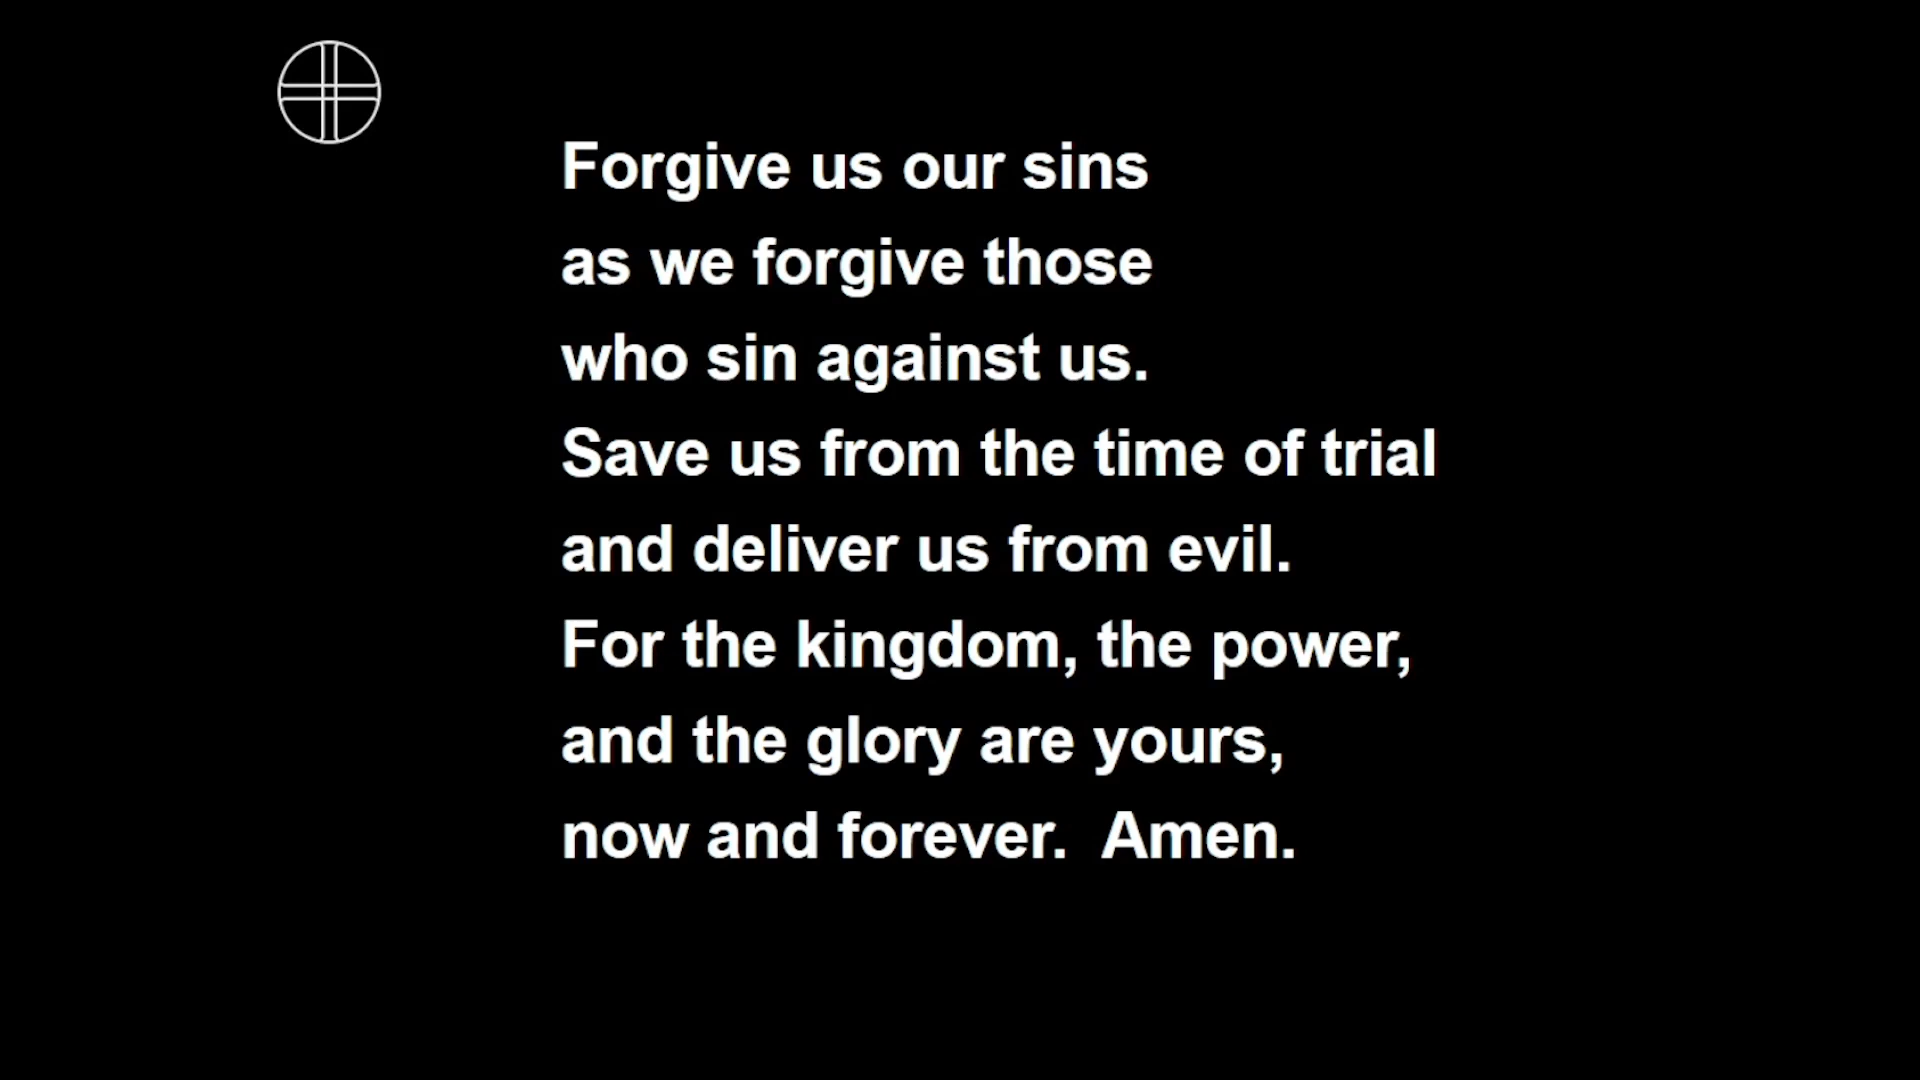 Forgive us our sins
as we forgive those
who sin against us.
Save us from the time of trial
and deliver us from evil.
For the kingdom, the power,
and the glory are yours,
now and forever.  Amen.